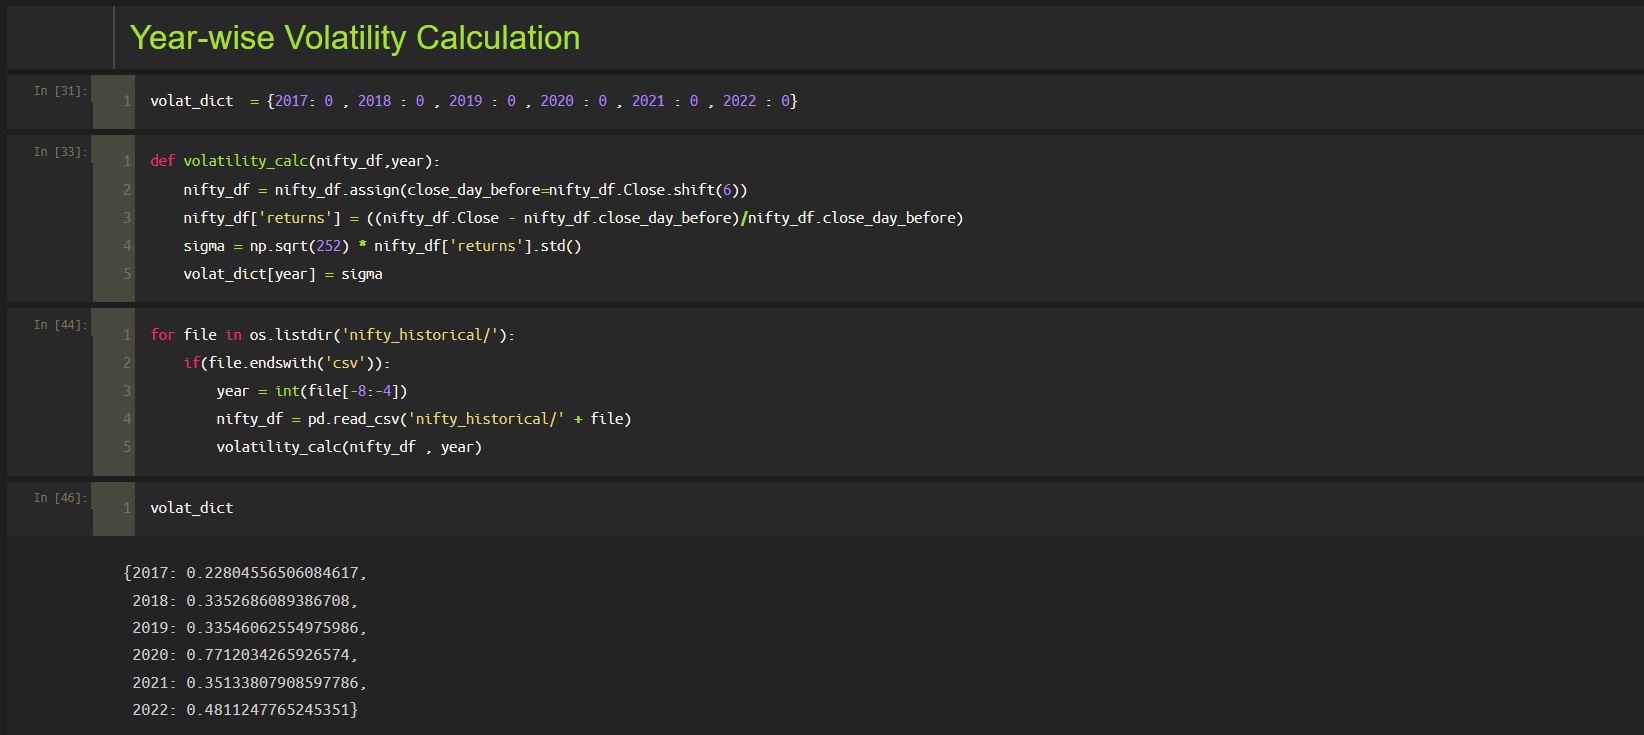 Year-wise Volatility Calculation
In [31]:
1 volat_dict  = {2017: 0 , 2018 : 0 , 2019 : 0 , 2020 : 0 , 2021 : 0 , 2022 : 0}
In [33]:
1 def volatility_calc(nifty_df,year):
2     nifty_df = nifty_df.assign(close_day_before=nifty_df.Close.shift(6))
3     nifty_df['returns'] = ((nifty_df.Close - nifty_df.close_day_before)/nifty_df.close_day_before)
4     sigma = np.sqrt(252) * nifty_df['returns'].std()
5     volat_dict[year] = sigma
In [44]:
1 for file in os.listdir('nifty_historical/'):
2     if(file.endswith('csv')):
3         year = int(file[-8:-4])
4         nifty_df = pd.read_csv('nifty_historical/' + file)
5         volatility_calc(nifty_df , year)
In [46]:
1 volat_dict
{2017: 0.22804556506084617,
2018: 0.3352686089386708,
2019: 0.33546062554975986,
2020: 0.7712034265926574,
2021: 0.35133807908597786,
2022: 0.4811247765245351}